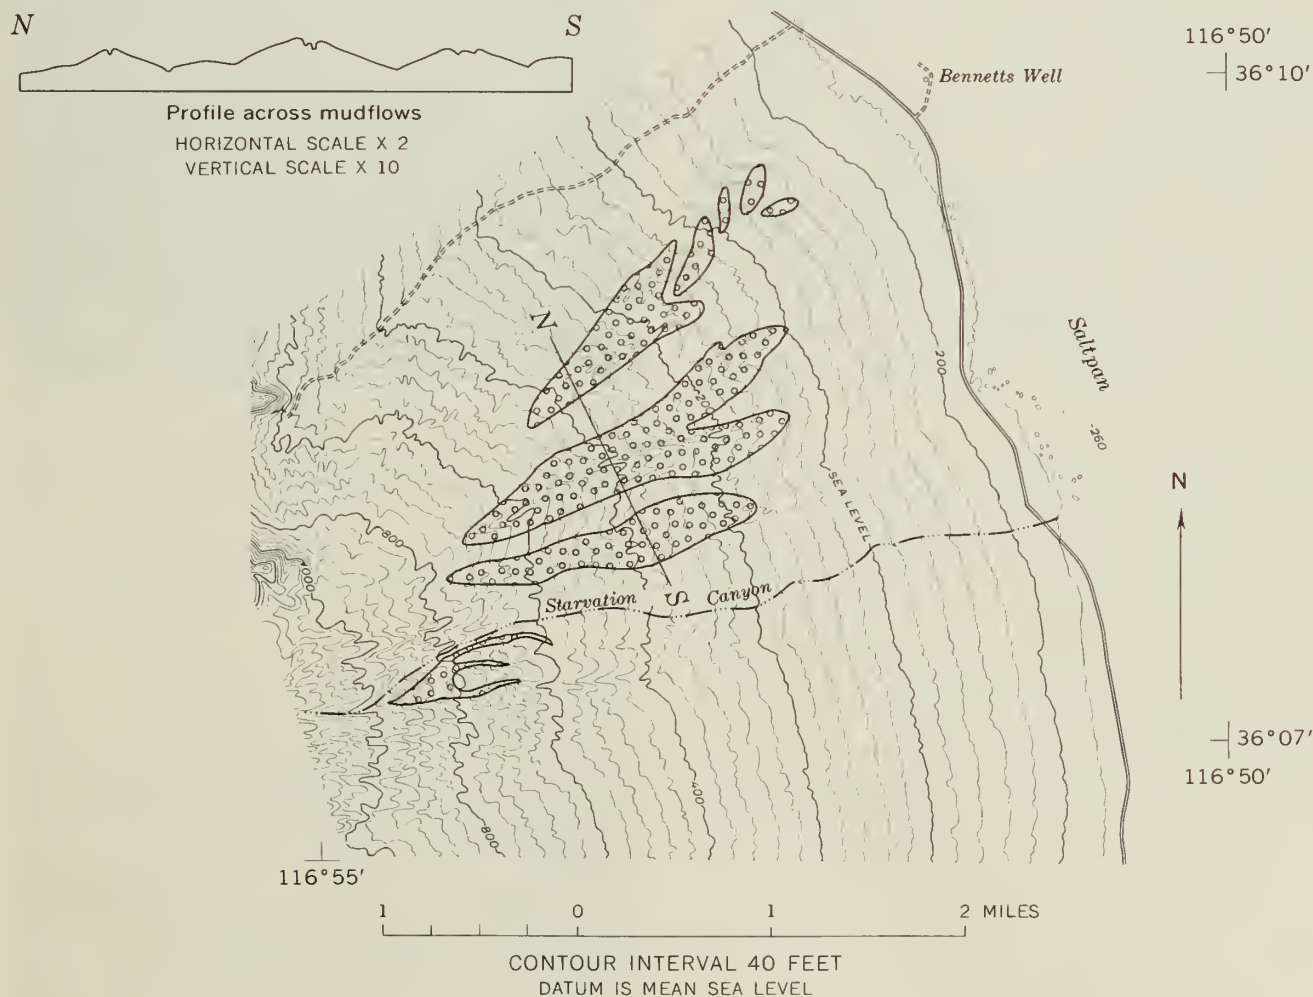 N
S
Profile across mudflows
HORIZONTAL SCALE X 2
VERTICAL SCALE X 10
116°50'
36°10'
Bennetts Well
N
Saltpan
200
-260
SEA LEVEL
N
800
Starvation Canyon
S
36°07'
116°50'
400
800
116°55'
1 0 1 2 MILES
CONTOUR INTERVAL 40 FEET
DATUM IS MEAN SEA LEVEL